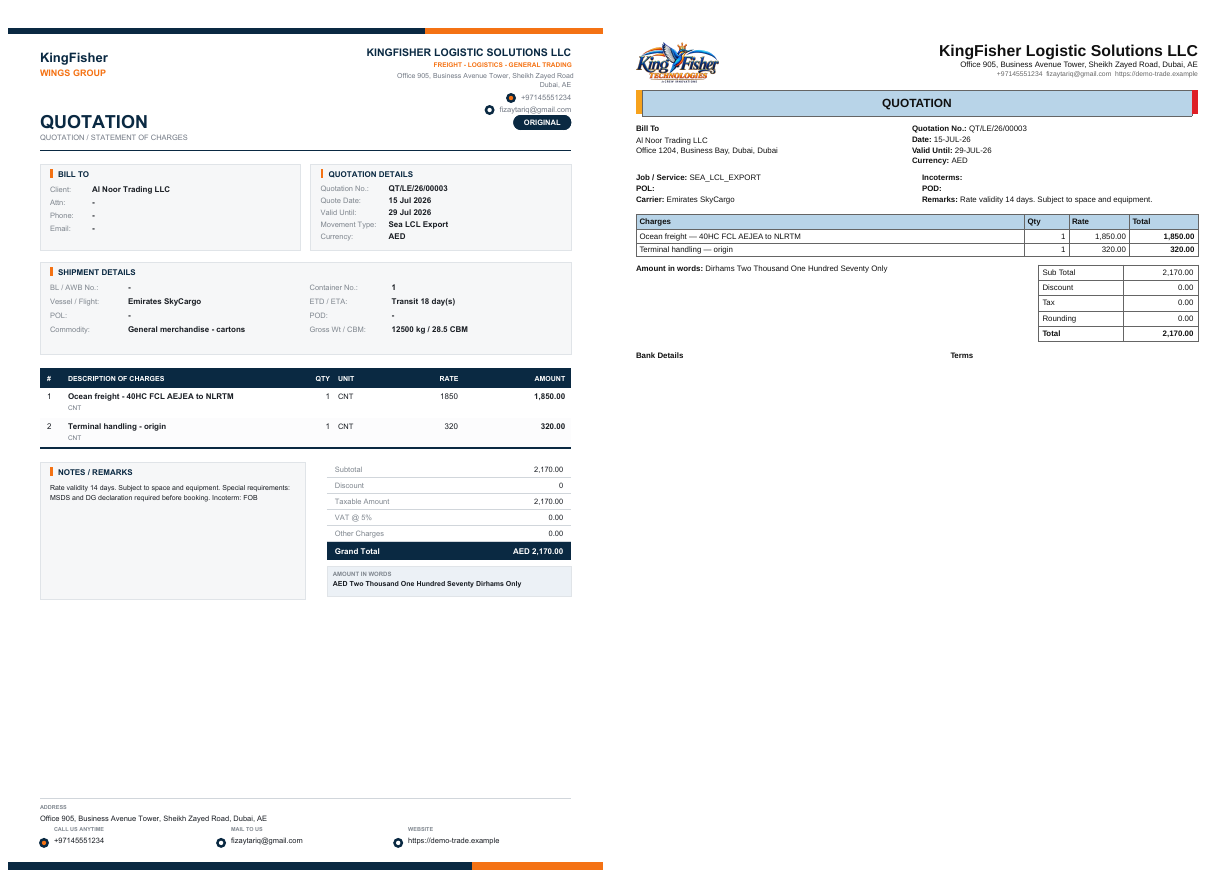 KingFisher
WINGS GROUP
KINGFISHER LOGISTIC SOLUTIONS LLC
FREIGHT - LOGISTICS - GENERAL TRADING
Office 905, Business Avenue Tower, Sheikh Zayed Road
Dubai, AE
+97145551234
fizaytariq@gmail.com
ORIGINAL
QUOTATION
QUOTATION / STATEMENT OF CHARGES
BILL TO
Client: Al Noor Trading LLC
Attn: -
Phone: -
Email: -
QUOTATION DETAILS
Quotation No.: QT/LE/26/00003
Quote Date: 15 Jul 2026
Valid Until: 29 Jul 2026
Movement Type: Sea LCL Export
Currency: AED
SHIPMENT DETAILS
BL / AWB No.: - Container No.: 1
Vessel / Flight: Emirates SkyCargo ETD / ETA: Transit 18 day(s)
POL: - POD: -
Commodity: General merchandise - cartons Gross Wt / CBM: 12500 kg / 28.5 CBM
# DESCRIPTION OF CHARGES QTY UNIT RATE AMOUNT
1 Ocean freight - 40HC FCL AEJEA to NLRTM 1 CNT 1850 1,850.00
CNT
2 Terminal handling - origin 1 CNT 320 320.00
CNT
NOTES / REMARKS
Rate validity 14 days. Subject to space and equipment. Special requirements:
MSDS and DG declaration required before booking. Incoterm: FOB
Subtotal 2,170.00
Discount 0
Taxable Amount 2,170.00
VAT @ 5% 0.00
Other Charges 0.00
Grand Total AED 2,170.00
AMOUNT IN WORDS
AED Two Thousand One Hundred Seventy Dirhams Only
ADDRESS
Office 905, Business Avenue Tower, Sheikh Zayed Road, Dubai, AE
CALL US ANYTIME MAIL TO US WEBSITE
+97145551234 fizaytariq@gmail.com https://demo-trade.example
King Fisher
TECHNOLOGIES
KingFisher Logistic Solutions LLC
Office 905, Business Avenue Tower, Sheikh Zayed Road, Dubai, AE
+97145551234 fizaytariq@gmail.com https://demo-trade.example
QUOTATION
Bill To
Al Noor Trading LLC
Office 1204, Business Bay, Dubai, Dubai
Quotation No.: QT/LE/26/00003
Date: 15-JUL-26
Valid Until: 29-JUL-26
Currency: AED
Job / Service: SEA_LCL_EXPORT Incoterms:
POL: POD:
Carrier: Emirates SkyCargo Remarks: Rate validity 14 days. Subject to space and equipment.
Charges Qty Rate Total
Ocean freight — 40HC FCL AEJEA to NLRTM 1 1,850.00 1,850.00
Terminal handling — origin 1 320.00 320.00
Amount in words: Dirhams Two Thousand One Hundred Seventy Only
Sub Total 2,170.00
Discount 0.00
Tax 0.00
Rounding 0.00
Total 2,170.00
Bank Details Terms